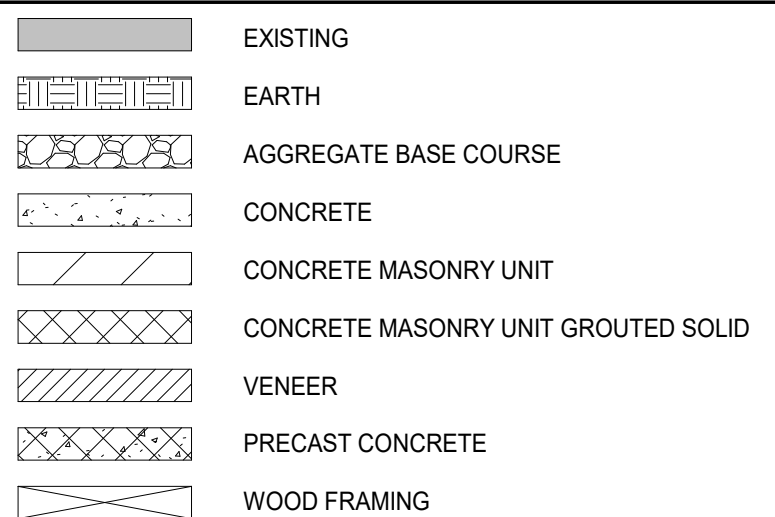 EXISTING
EARTH
AGGREGATE BASE COURSE
CONCRETE
CONCRETE MASONRY UNIT
CONCRETE MASONRY UNIT GROUTED SOLID
VENEER
PRECAST CONCRETE
WOOD FRAMING